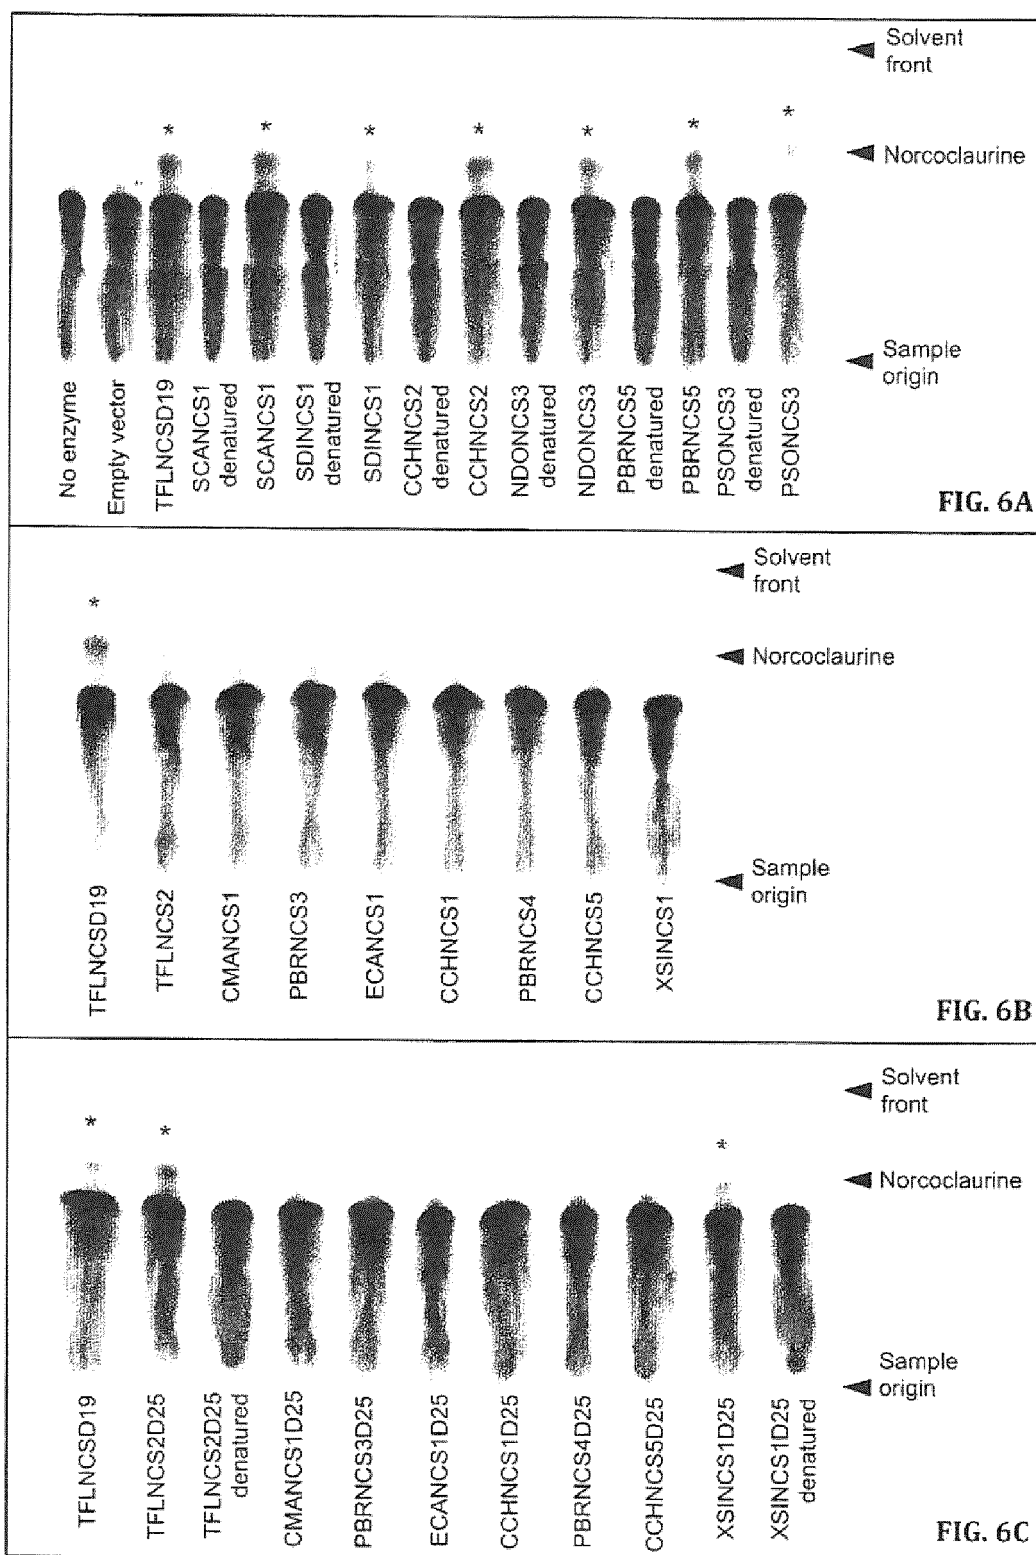 Solvent
front
* * * * * * *
Norcoclaurine
Sample
origin
No enzyme
Empty vector
TFLNCSD19
SCANCS1
denatured
SCANCS1
SDINCS1
denatured
SDINCS1
CCHNCS2
denatured
CCHNCS2
NDONCS3
denatured
NDONCS3
PBRNCS5
denatured
PBRNCS5
PSONCS3
denatured
PSONCS3
FIG. 6A
Solvent
front
*
Norcoclaurine
Sample
origin
TFLNCSD19
TFLNCS2
CMANCS1
PBRNCS3
ECANCS1
CCHNCS1
PBRNCS4
CCHNCS5
XSINCS1
FIG. 6B
Solvent
front
* * *
Norcoclaurine
Sample
origin
TFLNCSD19
TFLNCS2D25
TFLNCS2D25
denatured
CMANCS1D25
PBRNCS3D25
ECANCS1D25
CCHNCS1D25
PBRNCS4D25
CCHNCS5D25
XSINCS1D25
XSINCS1D25
denatured
FIG. 6C